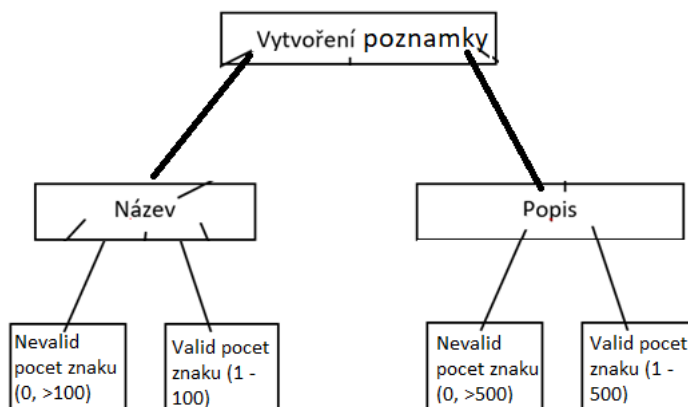 Vytvoření poznamky
Název
Popis
Nevalid
pocet znaku
(0, >100)
Valid pocet
znaku (1 -
100)
Nevalid
pocet znaku
(0, >500)
Valid pocet
znaku (1 -
500)